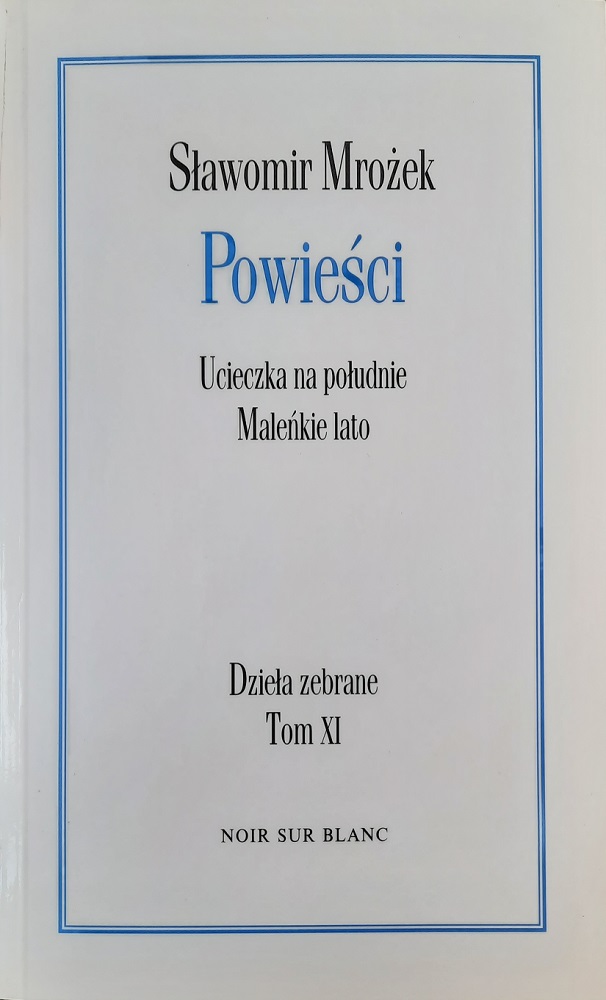 Sławomir Mrożek
Powieści
Ucieczka na południe
Maleńkie lato
Dzieła zebrane
Tom XI
NOIR SUR BLANC